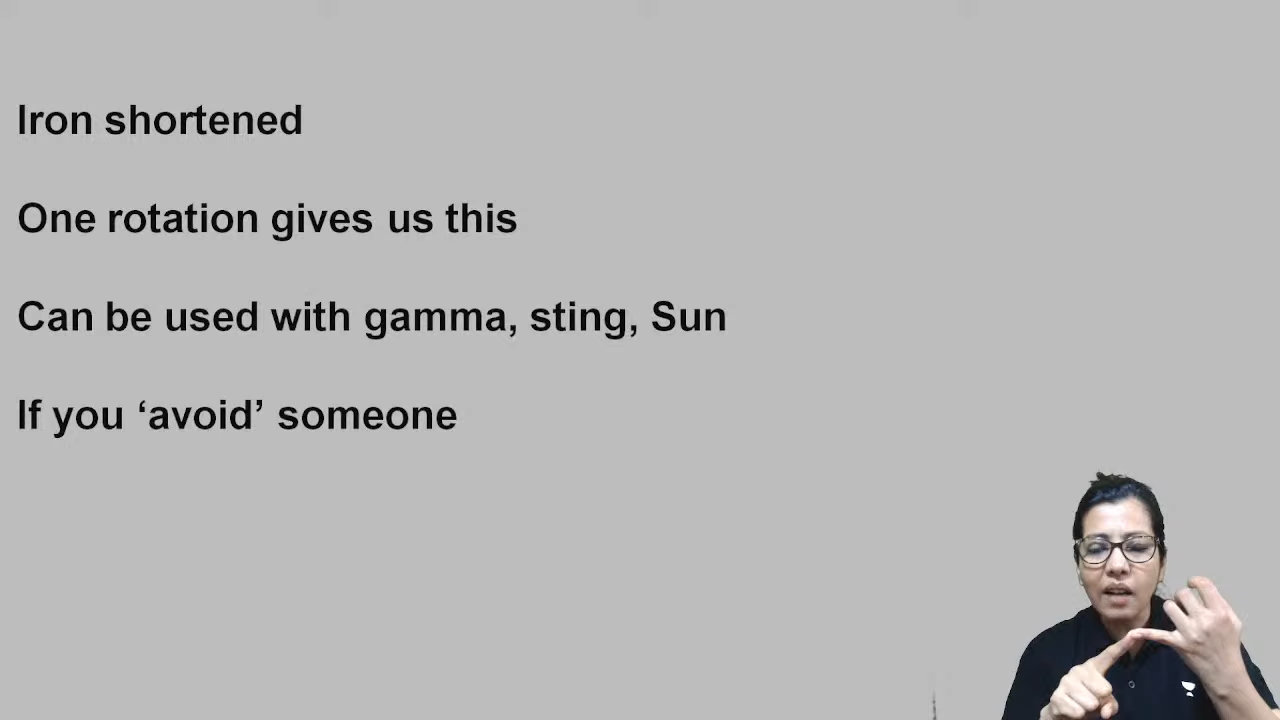 Iron shortened
One rotation gives us this
Can be used with gamma, sting, Sun
If you ‘avoid’ someone